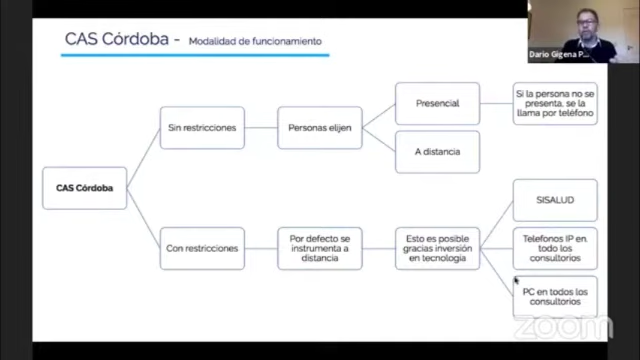 CAS Córdoba - Modalidad de funcionamiento
Dario Gigena P...
Presencial
Si la persona no se
presenta, se la
llama por teléfono
Sin restricciones
Personas elijen
A distancia
CAS Córdoba
SISALUD
Con restricciones
Por defecto se
instrumenta a
distancia
Esto es posible
gracias inversión
en tecnología
Telefonos IP en
todo los
consultorios
PC en todos los
consultorios
zoom